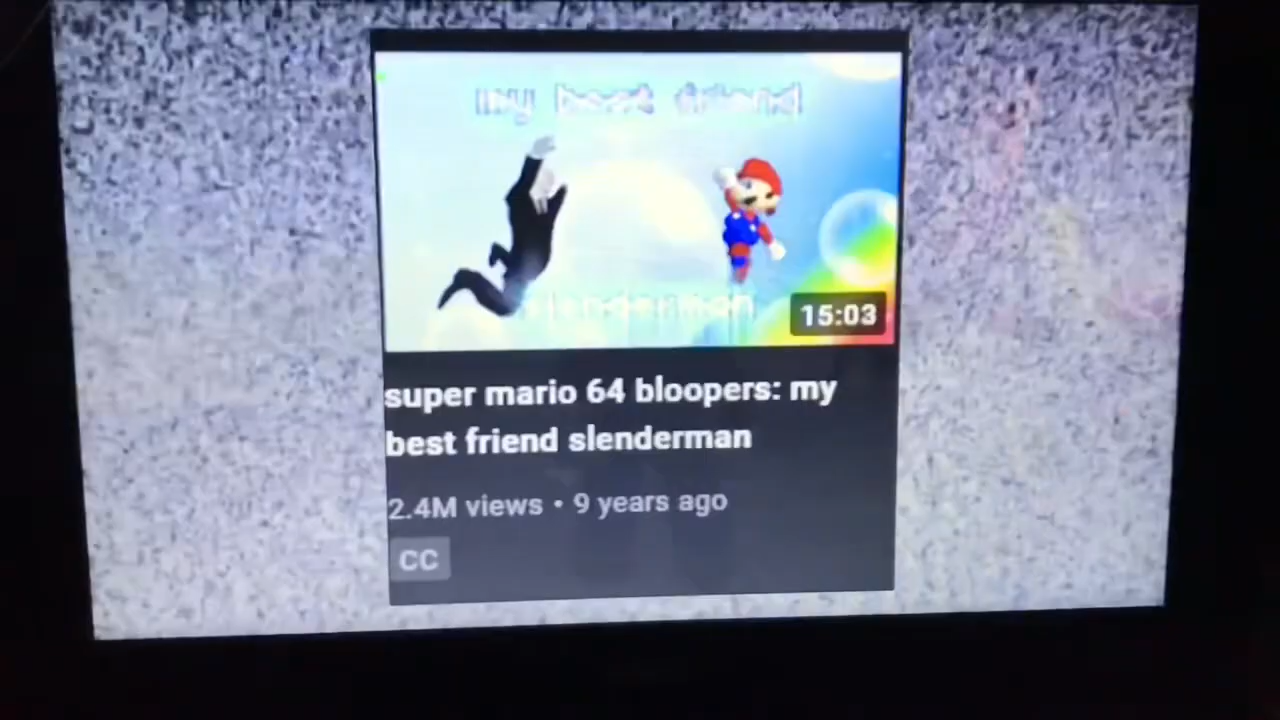 my best friend
slenderman
15:03
super mario 64 bloopers: my
best friend slenderman
2.4M views • 9 years ago
CC